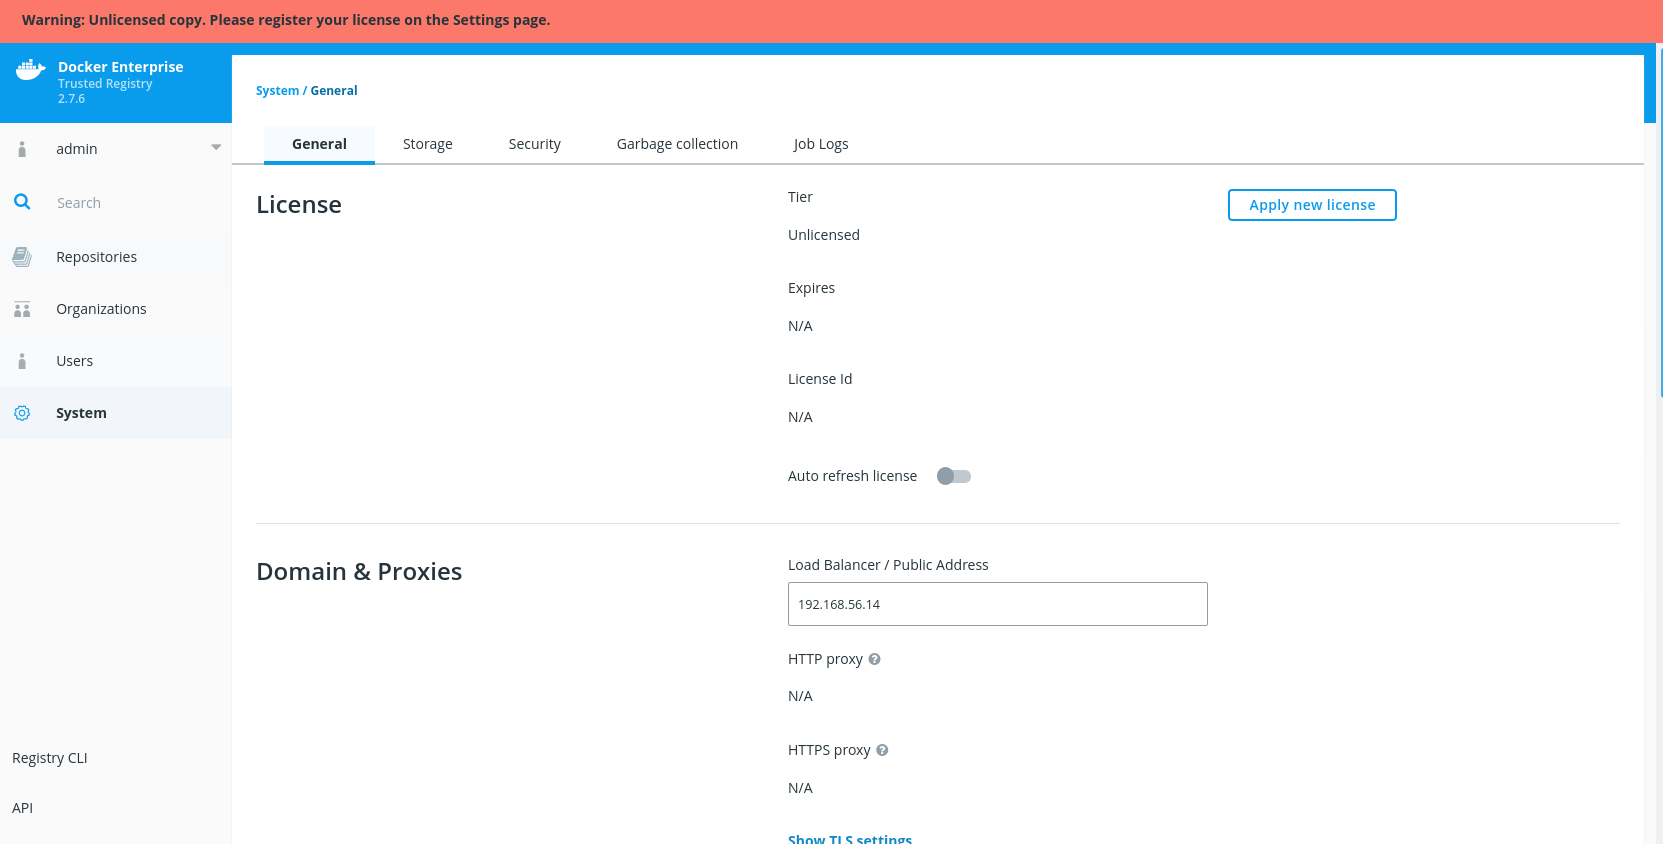 Warning: Unlicensed copy. Please register your license on the Settings page.
Docker Enterprise
Trusted Registry
2.7.6
admin
Search
Repositories
Organizations
Users
System
Registry CLI
API
System / General
General Storage Security Garbage collection Job Logs
License
Tier
Unlicensed
Apply new license
Expires
N/A
License Id
N/A
Auto refresh license
Domain & Proxies
Load Balancer / Public Address
192.168.56.14
HTTP proxy ?
N/A
HTTPS proxy ?
N/A
Show TLS settings